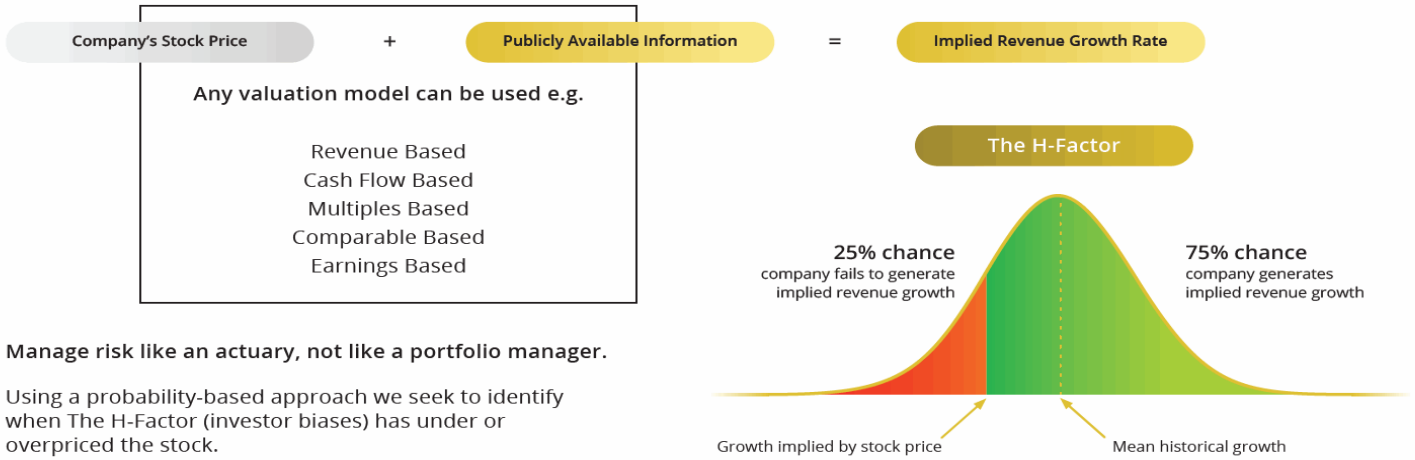 Company's Stock Price + Publicly Available Information = Implied Revenue Growth Rate
Any valuation model can be used e.g.
Revenue Based
Cash Flow Based
Multiples Based
Comparable Based
Earnings Based
Manage risk like an actuary, not like a portfolio manager.
Using a probability-based approach we seek to identify
when The H-Factor (investor biases) has under or
overpriced the stock.
The H-Factor
25% chance
company fails to generate
implied revenue growth
75% chance
company generates
implied revenue growth
Growth implied by stock price
Mean historical growth